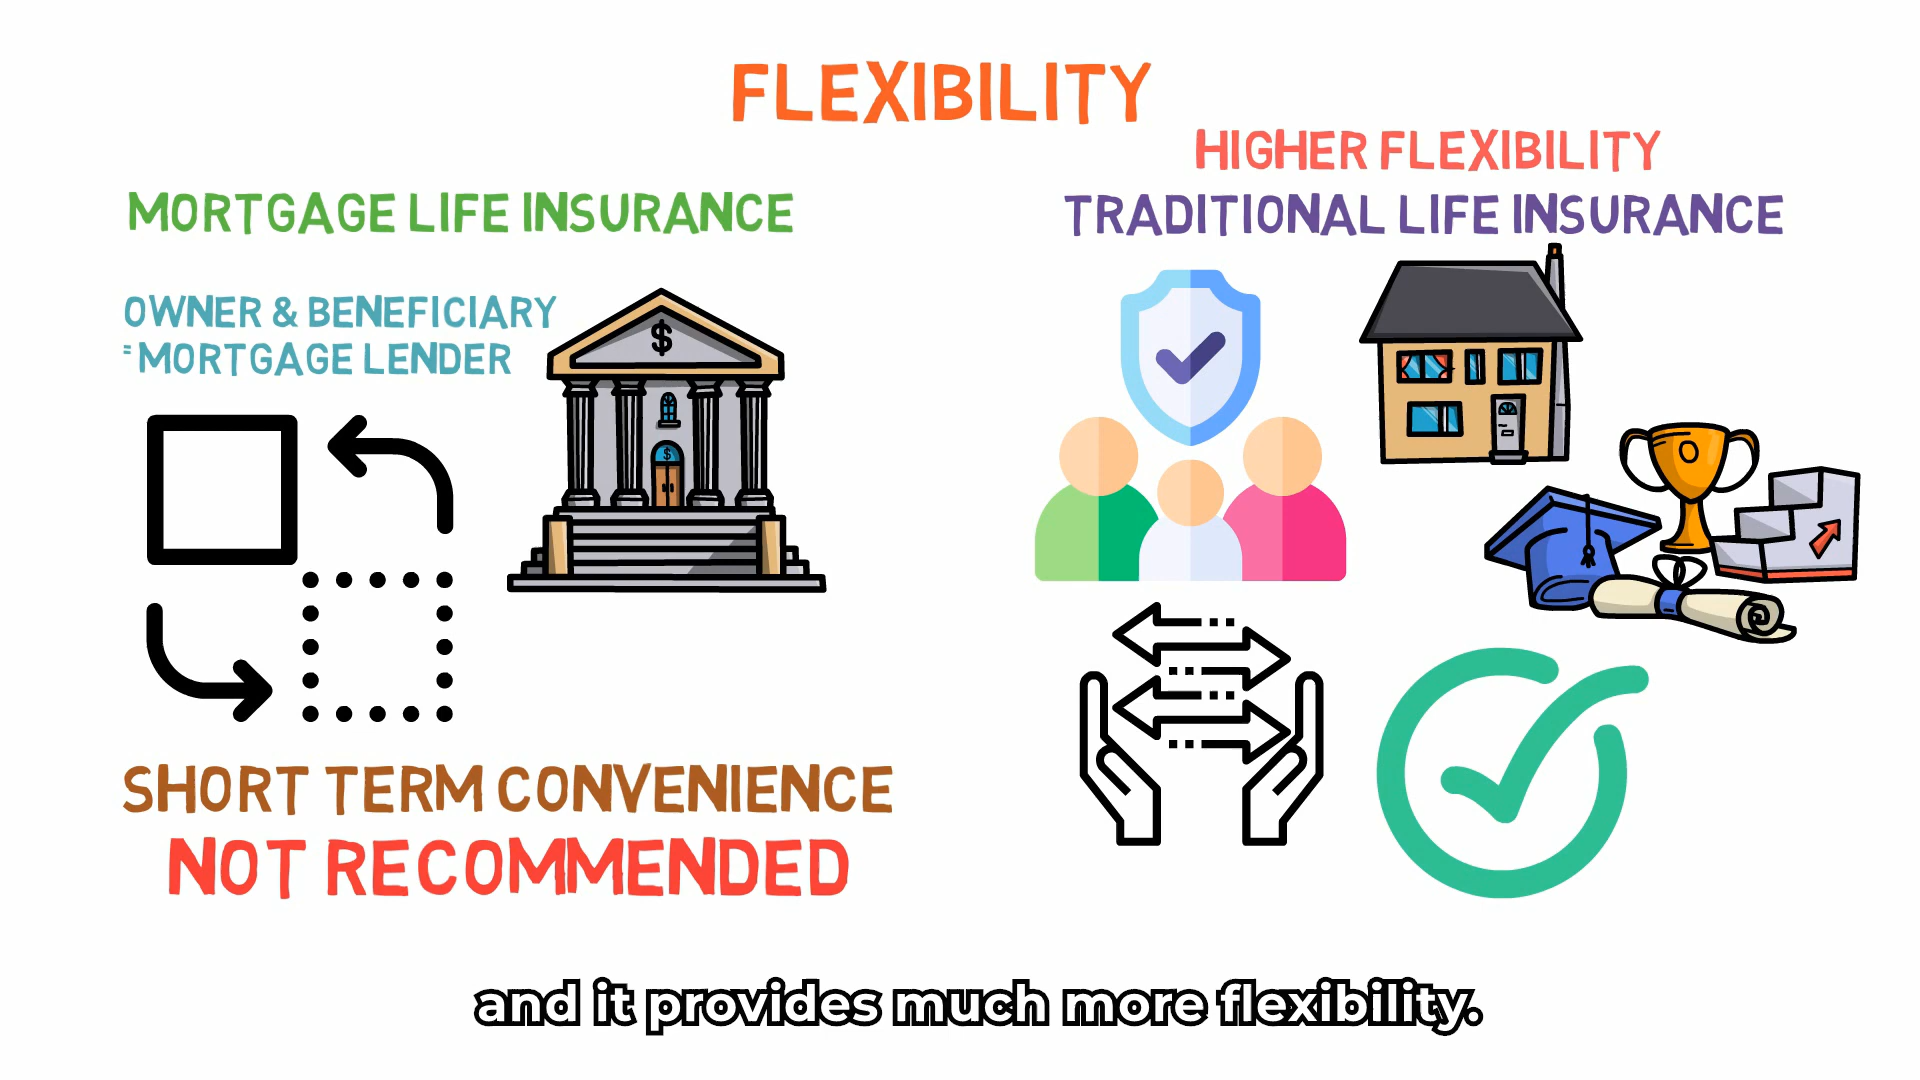 FLEXIBILITY
MORTGAGE LIFE INSURANCE
OWNER & BENEFICIARY
=MORTGAGE LENDER
$
$
SHORT TERM CONVENIENCE
NOT RECOMMENDED
HIGHER FLEXIBILITY
TRADITIONAL LIFE INSURANCE
and it provides much more flexibility.